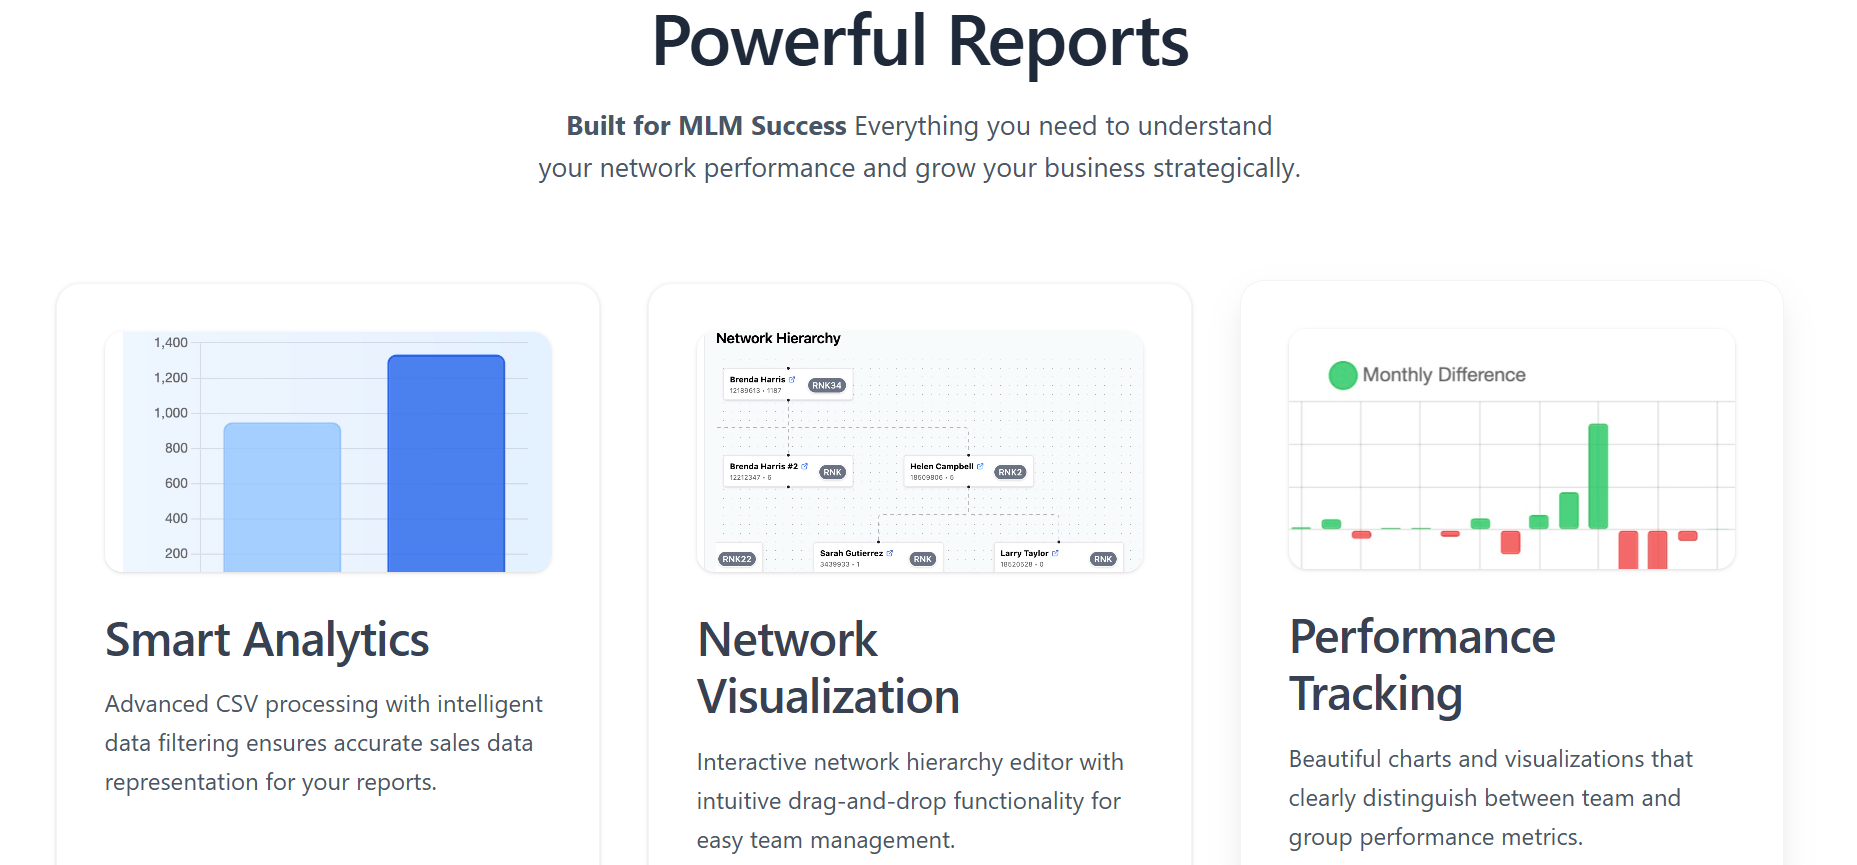 Powerful Reports
Built for MLM Success Everything you need to understand
your network performance and grow your business strategically.
1,400
1,200
1,000
800
600
400
200
Smart Analytics
Advanced CSV processing with intelligent
data filtering ensures accurate sales data
representation for your reports.
Network Hierarchy
Brenda Harris
12189613 • 1187
RNK34
Brenda Harris #2
12212347 • 6
RNK
Helen Campbell
18609806 • 6
RNK2
RNK22
Sarah Gutierrez
3439933 • 1
RNK
Larry Taylor
18520528 • 0
RNK
Network
Visualization
Interactive network hierarchy editor with
intuitive drag-and-drop functionality for
easy team management.
Monthly Difference
Performance
Tracking
Beautiful charts and visualizations that
clearly distinguish between team and
group performance metrics.